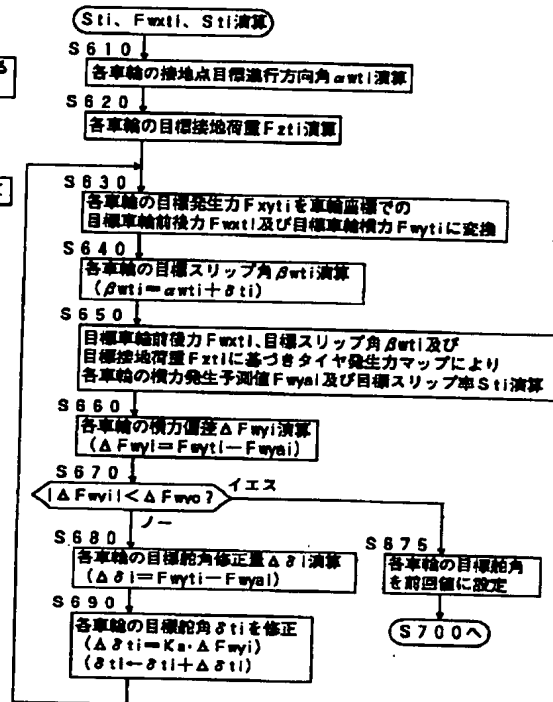 Sti、Fwxti、Sti演算
S610
各車輪の接地点目標進行方向角αwti演算
S620
各車輪の目標接地荷重Fzti演算
S630
各車輪の目標発生力Fxytiを車輪座標での
目標車輪前後力Fwxti及び目標車輪横力Fwytiに変換
S640
各車輪の目標スリップ角βwti演算
(βwti=αwti+δti)
S650
目標車輪前後力Fwxti、目標スリップ角βwti及び
目標接地荷重Fztiに基づきタイヤ発生力マップにより
各車輪の横力発生予測値Fwyai及び目標スリップ率Sti演算
S660
各車輪の横力偏差ΔFwyi演算
(ΔFwyi=Fwyti-Fwyai)
S670
|ΔFwyi|<ΔFwyo?
イエス
ノー
S680
各車輪の目標舵角修正量Δδi演算
(Δδi=Fwyti-Fwyai)
S675
各車輪の目標舵角
を前回値に設定
S690
各車輪の目標舵角δtiを修正
(Δδti=Ka·ΔFwyi)
(δti←δti+Δδti)
S700へ